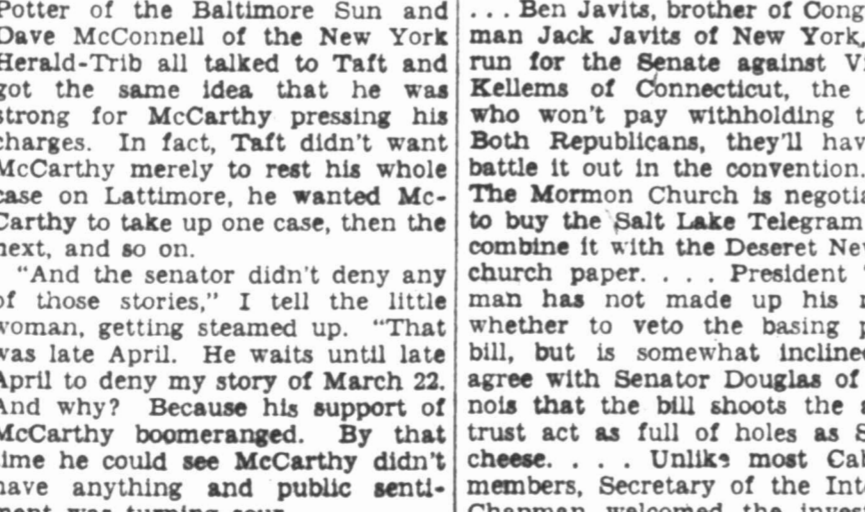 Potter of the Baltimore Sun and
Dave McConnell of the New York
Herald-Trib all talked to Taft and
got the same idea that he was
strong for McCarthy pressing his
charges. In fact, Taft didn't want
McCarthy merely to rest his whole
case on Lattimore, he wanted Mc-
Carthy to take up one case, then the
next, and so on.
"And the senator didn't deny any
of those stories," I tell the little
woman, getting steamed up. "That
was late April. He waits until late
April to deny my story of March 22.
And why? Because his support of
McCarthy boomeranged. By that
time he could see McCarthy didn't
have anything and public senti-
ment was turning sour.
. . . Ben Javits, brother of Cong
man Jack Javits of New York,
run for the Senate against Vi
Kellems of Connecticut, the
who won't pay withholding t
Both Republicans, they'll hav
battle it out in the convention.
The Mormon Church is negoti
to buy the Salt Lake Telegram
combine it with the Deseret Ne
church paper. . . . President
man has not made up his
whether to veto the basing p
bill, but is somewhat incline
agree with Senator Douglas of
nois that the bill shoots the
trust act as full of holes as S
cheese. . . . Unlike most Cab
members, Secretary of the Int
Chapman welcomed the inves